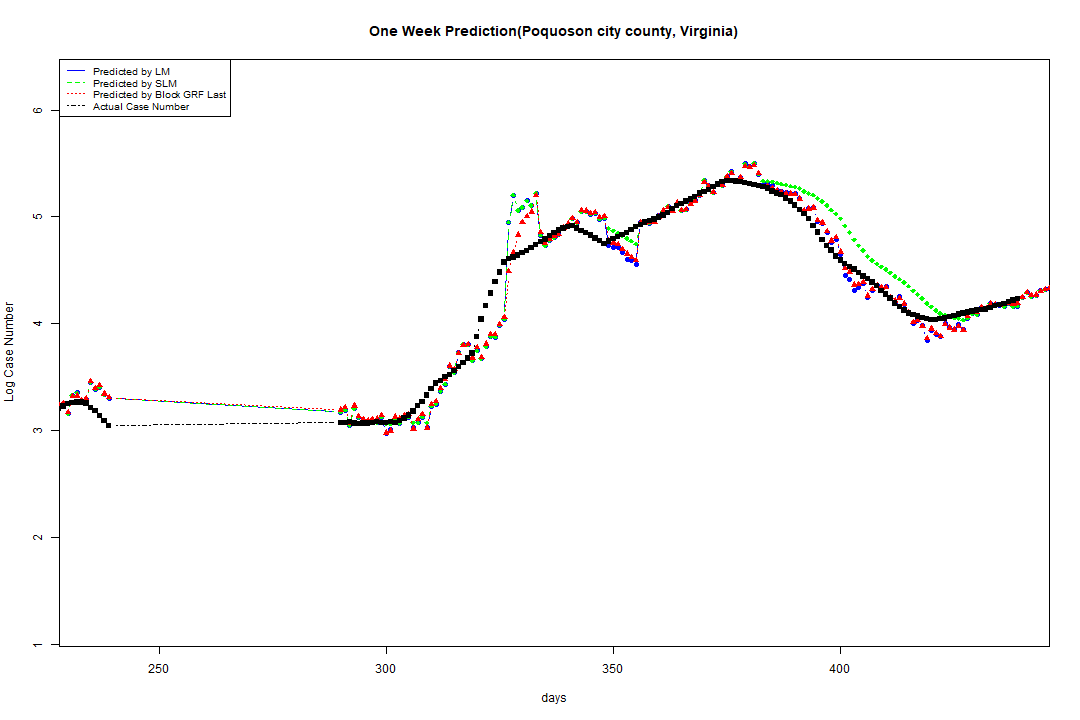 One Week Prediction(Poquoson city county, Virginia)
Predicted by LM
Predicted by SLM
Predicted by Block GRF Last
Actual Case Number
Log Case Number
6
5
4
3
2
1
250
300
350
400
days